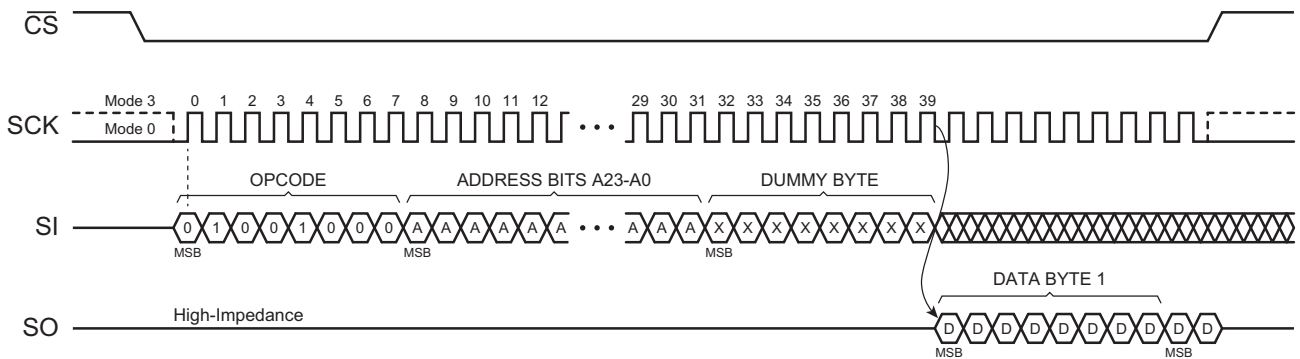 CS
Mode 3
0 1 2 3 4 5 6 7 8 9 10 11 12 29 30 31 32 33 34 35 36 37 38 39
SCK
Mode 0
OPCODE ADDRESS BITS A23-A0 DUMMY BYTE
SI 0 1 0 0 1 0 0 0 A A A A A A A A A X X X X X X X X
MSB MSB MSB
DATA BYTE 1
High-Impedance
SO D D D D D D D D D D
MSB MSB